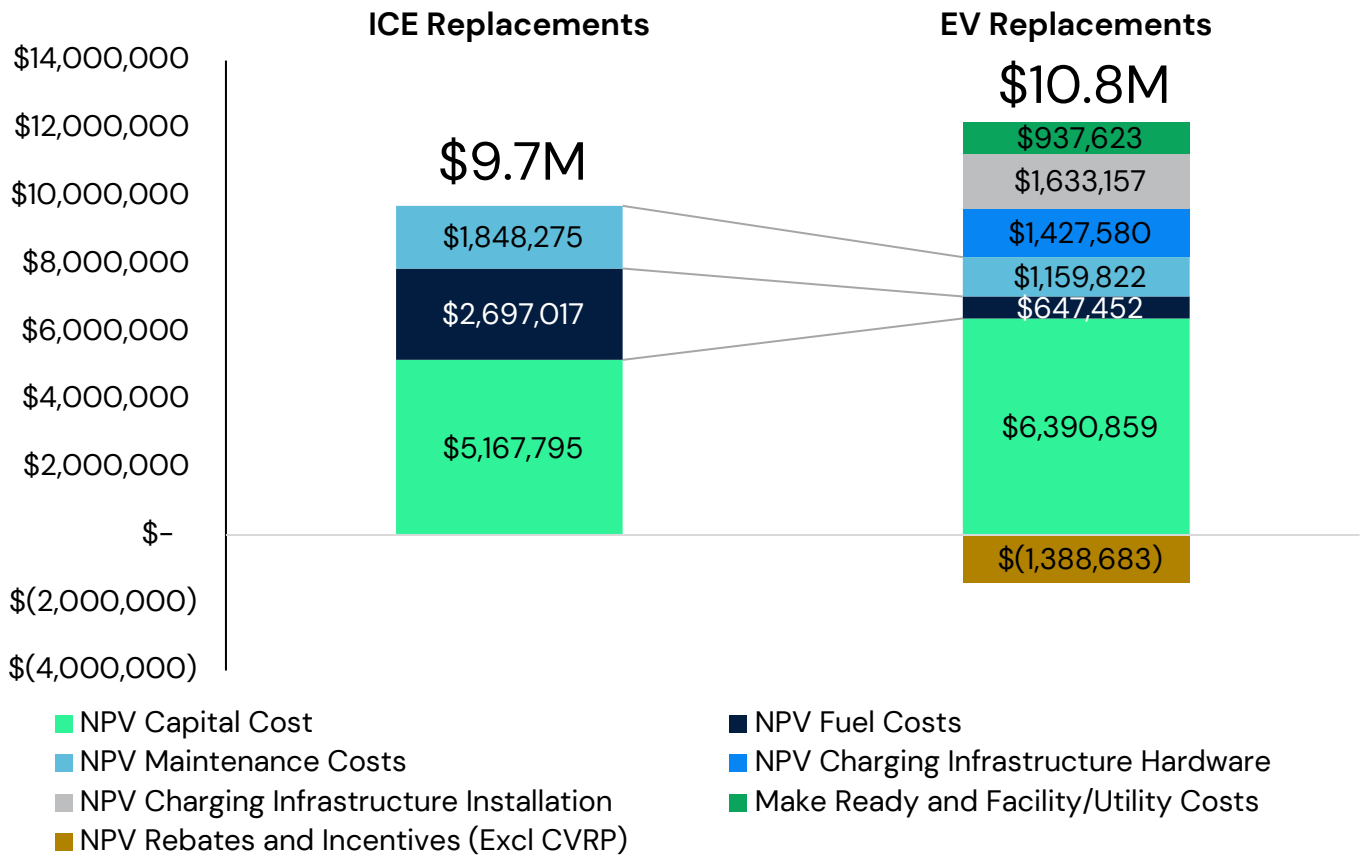 ICE Replacements
EV Replacements
$14,000,000
$12,000,000
$10,000,000
$8,000,000
$6,000,000
$4,000,000
$2,000,000
$-
$(2,000,000)
$(4,000,000)
$9.7M
$1,848,275
$2,697,017
$5,167,795
$10.8M
$937,623
$1,633,157
$1,427,580
$1,159,822
$647,452
$6,390,859
$(1,388,683)
NPV Capital Cost
NPV Fuel Costs
NPV Maintenance Costs
NPV Charging Infrastructure Hardware
NPV Charging Infrastructure Installation
Make Ready and Facility/Utility Costs
NPV Rebates and Incentives (Excl CVRP)